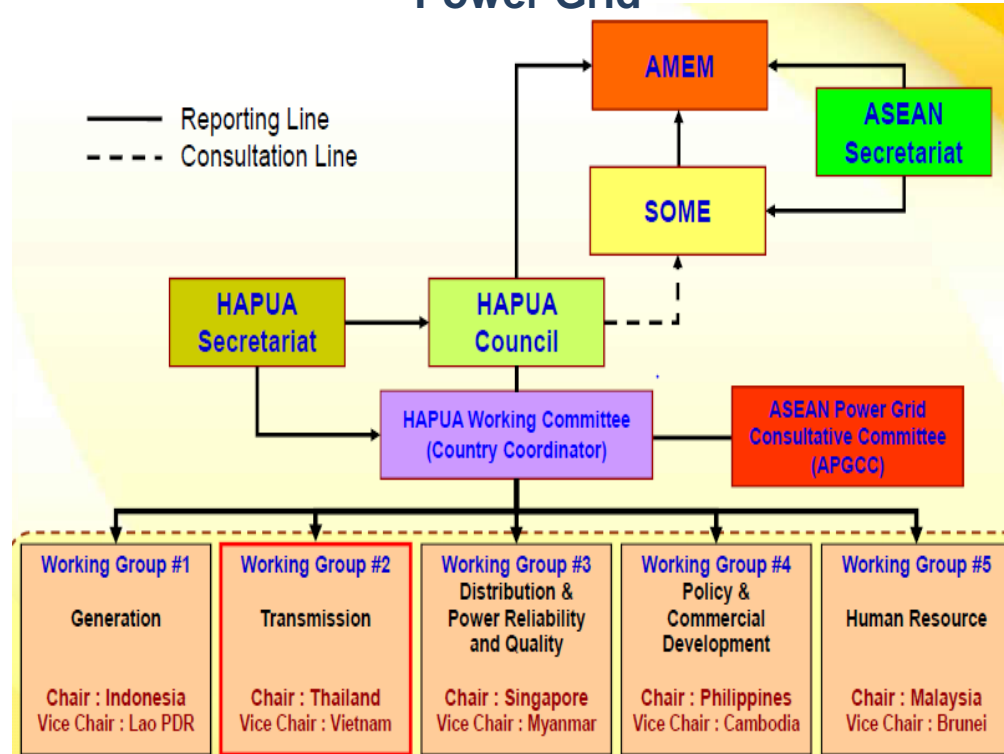 Power Grid
AMEM
Reporting Line
Consultation Line
ASEAN
Secretariat
SOME
HAPUA
Secretariat
HAPUA
Council
HAPUA Working Committee
(Country Coordinator)
ASEAN Power Grid
Consultative Committee
(APGCC)
Working Group #1
Generation
Chair : Indonesia
Vice Chair : Lao PDR
Working Group #2
Transmission
Chair : Thailand
Vice Chair : Vietnam
Working Group #3
Distribution &
Power Reliability
and Quality
Chair : Singapore
Vice Chair : Myanmar
Working Group #4
Policy &
Commercial
Development
Chair : Philippines
Vice Chair : Cambodia
Working Group #5
Human Resource
Chair : Malaysia
Vice Chair : Brunei